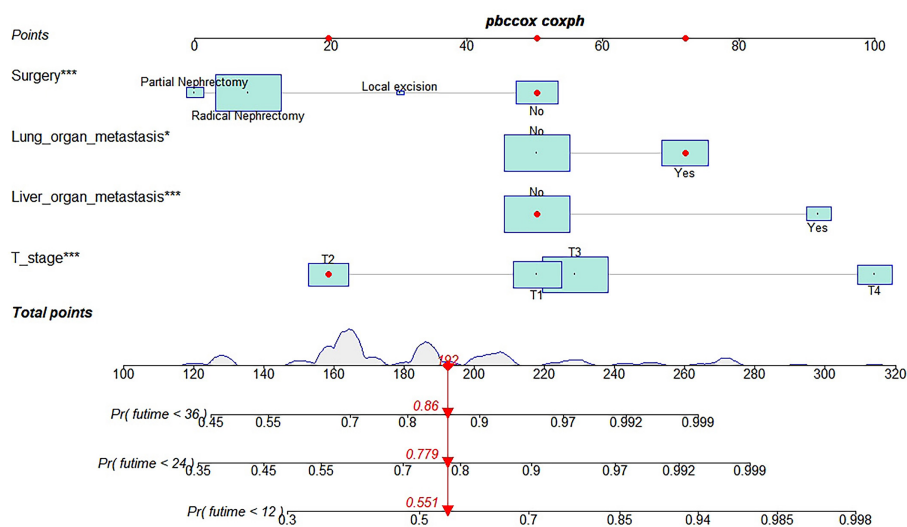 pbccox coxph
Points
0 20 40 60 80 100
Surgery***
Partial Nephrectomy
Local excision
Radical Nephrectomy
No
Lung_organ_metastasis*
No
Yes
Liver_organ_metastasis***
No
Yes
T_stage***
T2
T3
T1
T4
Total points
192
100 120 140 160 180 200 220 240 260 280 300 320
0.86
Pr( futime < 36 )
0.45 0.55 0.7 0.8 0.9 0.97 0.992 0.999
0.779
Pr( futime < 24 )
0.35 0.45 0.55 0.7 0.8 0.9 0.97 0.992 0.999
0.551
Pr( futime < 12 )
0.3 0.5 0.7 0.85 0.94 0.985 0.998